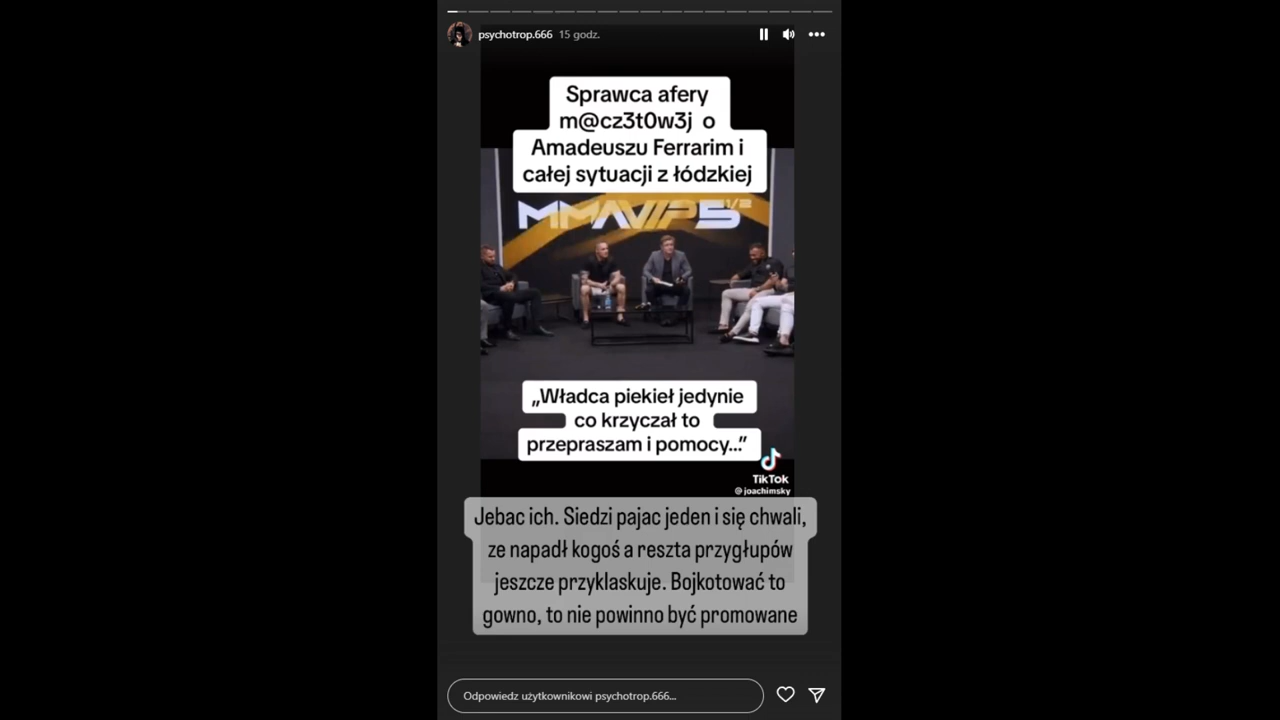 psychotrop.666 15 godz.
Sprawca afery
m@cz3t0w3j o
Amadeuszu Ferrarim i
całej sytuacji z łódzkiej
MMAVIP5 1/2
„Władca piekieł jedynie
co krzyczał to
przepraszam i pomocy..."
TikTok
@joachimsky
Jebac ich. Siedzi pajac jeden i się chwali,
ze napadł kogoś a reszta przygłupów
jeszcze przyklaskuje. Bojkotować to
gowno, to nie powinno być promowane
Odpowiedz użytkownikowi psychotrop.666...